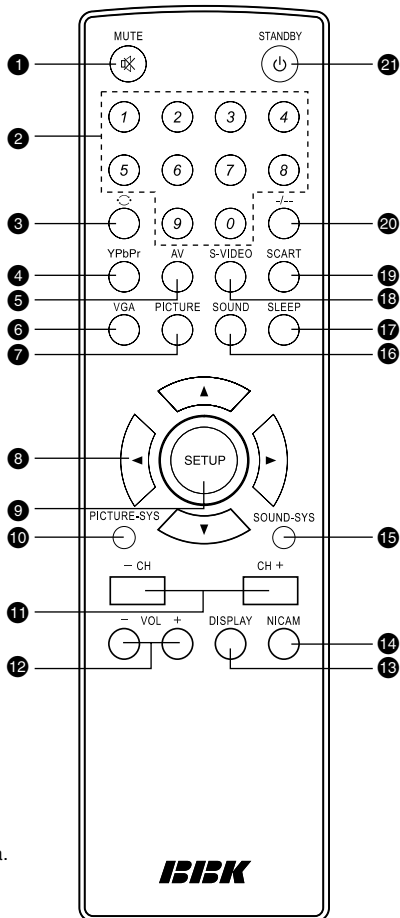 MUTE STANDBY
1 21
1 2 3 4
2
5 6 7 8
-/--
3 9 0 20
YPbPr AV S-VIDEO SCART
4 19
5 18
VGA PICTURE SOUND SLEEP
6 17
7 16
8
SETUP
9
PICTURE-SYS SOUND-SYS
10 15
− CH CH +
11
− VOL + DISPLAY NICAM
14
12 13
BBK